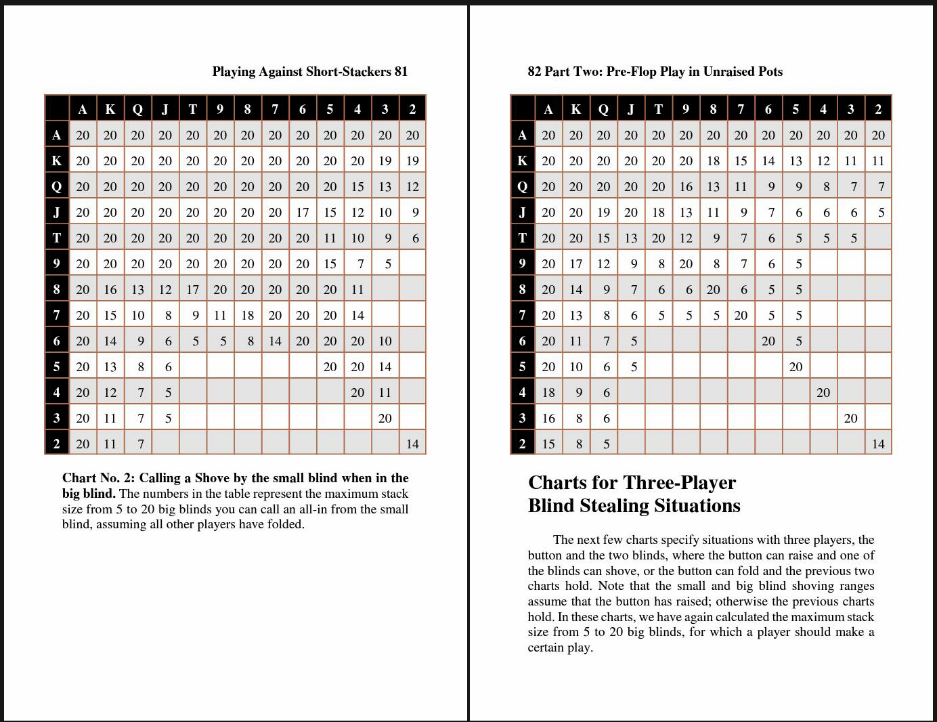 Playing Against Short-Stackers 81
A K Q J T 9 8 7 6 5 4 3 2
A 20 20 20 20 20 20 20 20 20 20 20 20 20
K 20 20 20 20 20 20 20 20 20 20 20 19 19
Q 20 20 20 20 20 20 20 20 20 20 15 13 12
J 20 20 20 20 20 20 20 20 17 15 12 10 9
T 20 20 20 20 20 20 20 20 20 11 10 9 6
9 20 20 20 20 20 20 20 20 20 15 7 5
8 20 16 13 12 17 20 20 20 20 20 11
7 20 15 10 8 9 11 18 20 20 20 14
6 20 14 9 6 5 5 8 14 20 20 20 10
5 20 13 8 6 20 20 14
4 20 12 7 5 20 11
3 20 11 7 5 20
2 20 11 7 14
Chart No. 2: Calling a Shove by the small blind when in the
big blind. The numbers in the table represent the maximum stack
size from 5 to 20 big blinds you can call an all-in from the small
blind, assuming all other players have folded.
82 Part Two: Pre-Flop Play in Unraised Pots
A K Q J T 9 8 7 6 5 4 3 2
A 20 20 20 20 20 20 20 20 20 20 20 20 20
K 20 20 20 20 20 20 18 15 14 13 12 11 11
Q 20 20 20 20 20 16 13 11 9 9 8 7 7
J 20 20 19 20 18 13 11 9 7 6 6 6 5
T 20 20 15 13 20 12 9 7 6 5 5 5
9 20 17 12 9 8 20 8 7 6 5
8 20 14 9 7 6 6 20 6 5 5
7 20 13 8 6 5 5 5 20 5 5
6 20 11 7 5 20 5
5 20 10 6 5 20
4 18 9 6 20
3 16 8 6 20
2 15 8 5 14
Charts for Three-Player
Blind Stealing Situations
The next few charts specify situations with three players, the
button and the two blinds, where the button can raise and one of
the blinds can shove, or the button can fold and the previous two
charts hold. Note that the small and big blind shoving ranges
assume that the button has raised; otherwise the previous charts
hold. In these charts, we have again calculated the maximum stack
size from 5 to 20 big blinds, for which a player should make a
certain play.